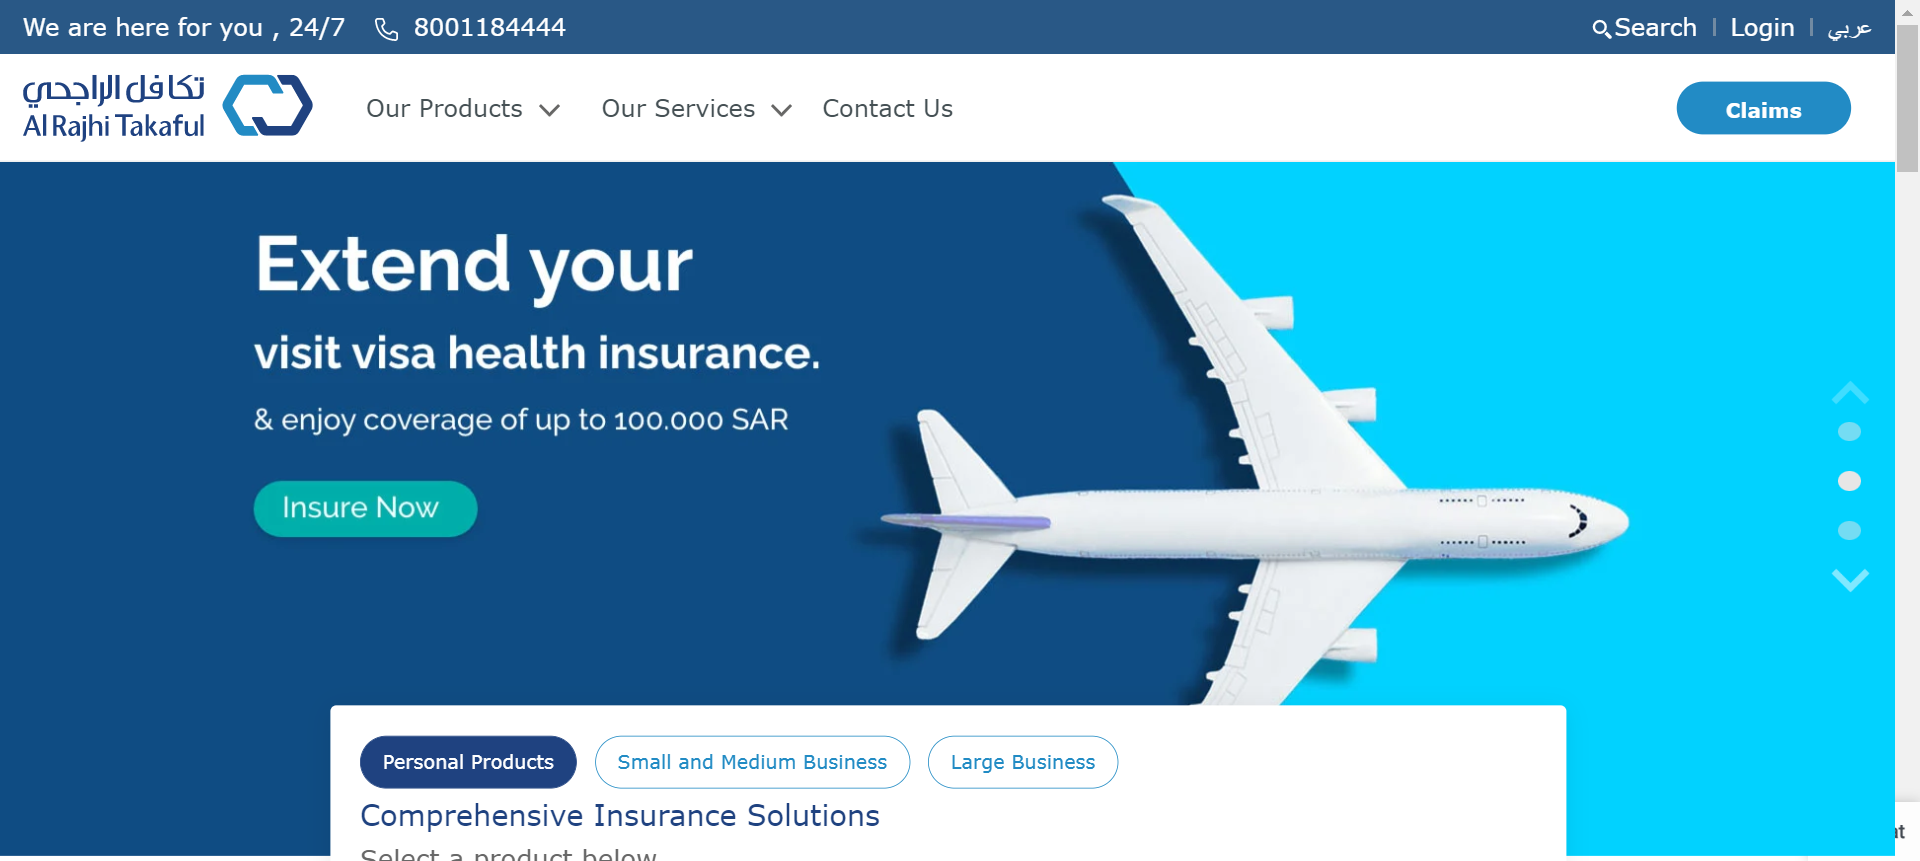 We are here for you , 24/7 8001184444 Search Login عربي
تكافل الراجحي
Al Rajhi Takaful
Our Products Our Services Contact Us Claims
Extend your
visit visa health insurance.
& enjoy coverage of up to 100.000 SAR
Insure Now
Personal Products Small and Medium Business Large Business
Comprehensive Insurance Solutions
Select a product below